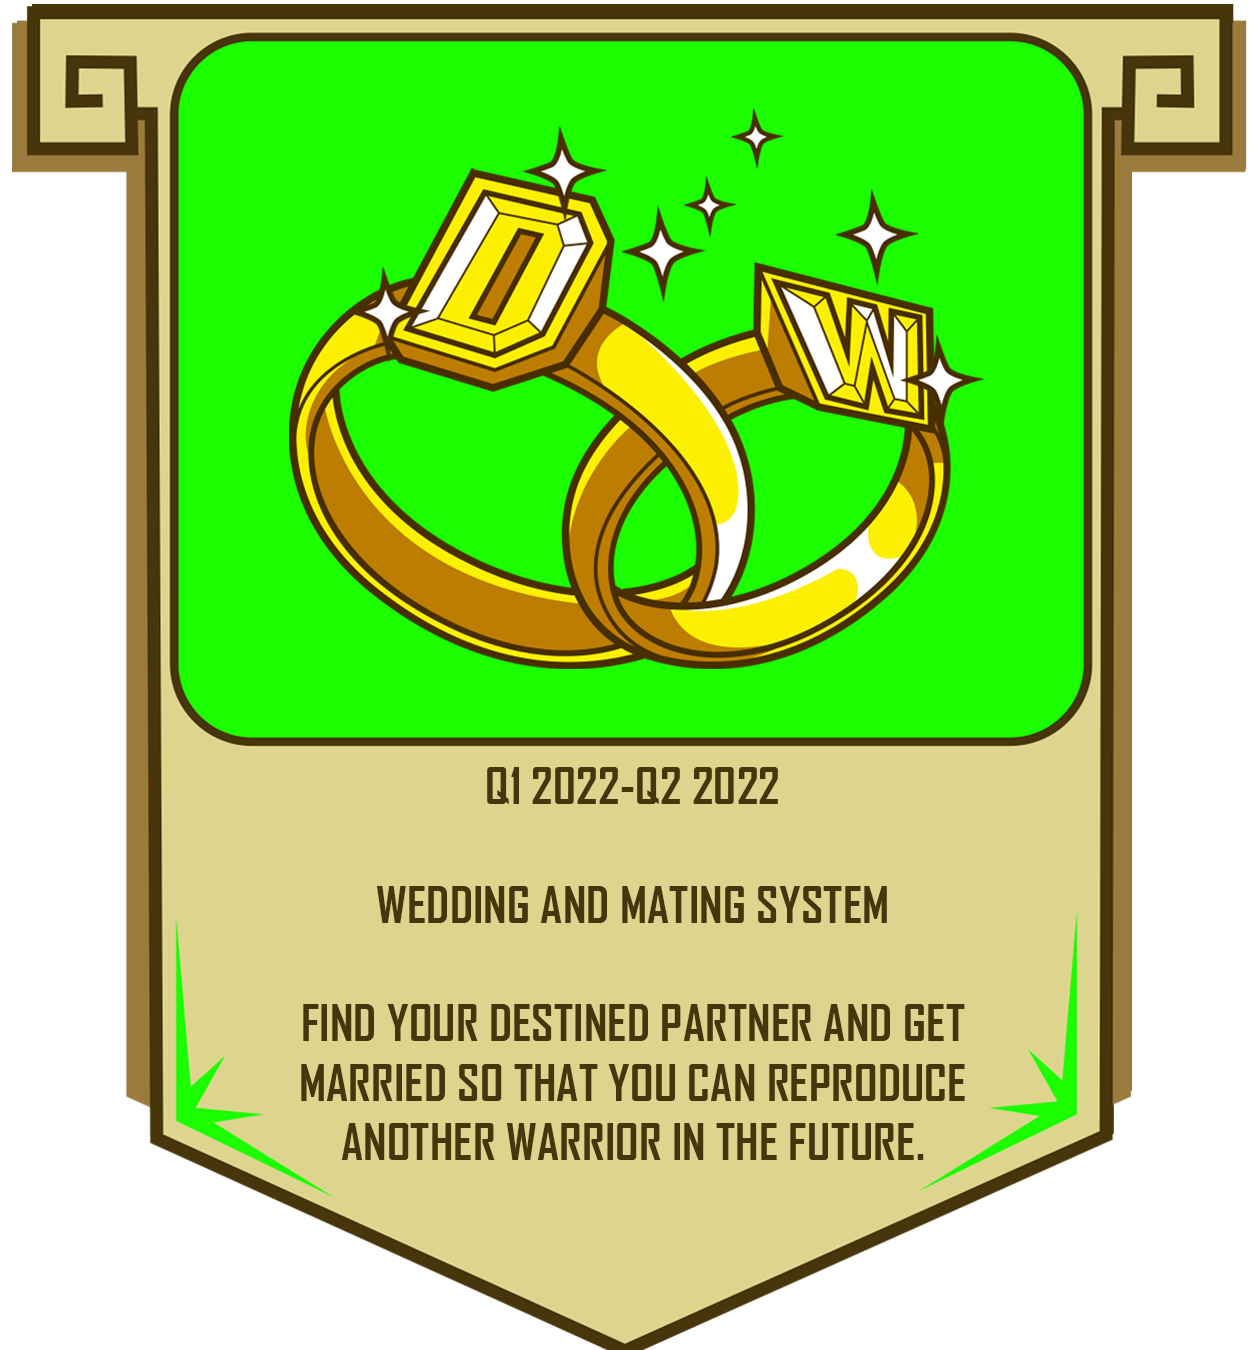 D
W
Q1 2022-Q2 2022
WEDDING AND MATING SYSTEM
FIND YOUR DESTINED PARTNER AND GET
MARRIED SO THAT YOU CAN REPRODUCE
ANOTHER WARRIOR IN THE FUTURE.